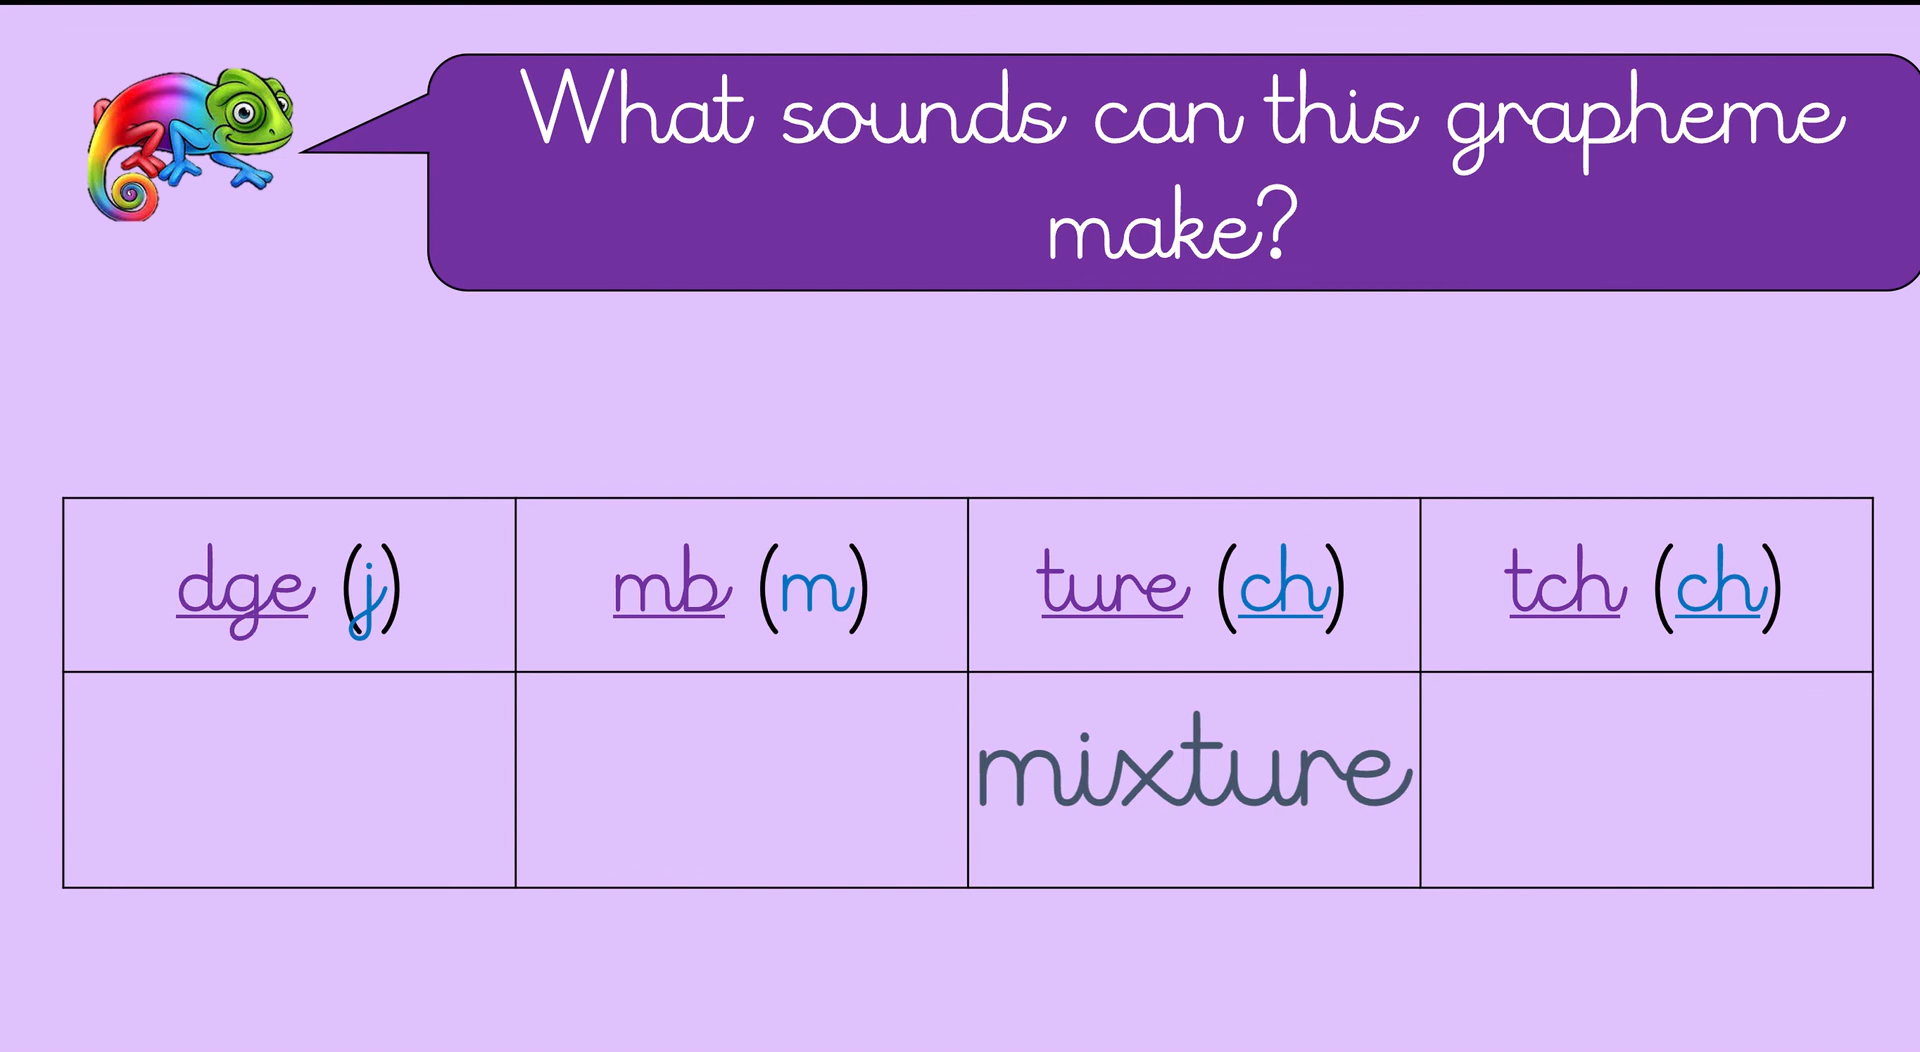 What sounds can this grapheme
make?
dge (j)
mb (m)
ture (ch)
tch (ch)
mixture